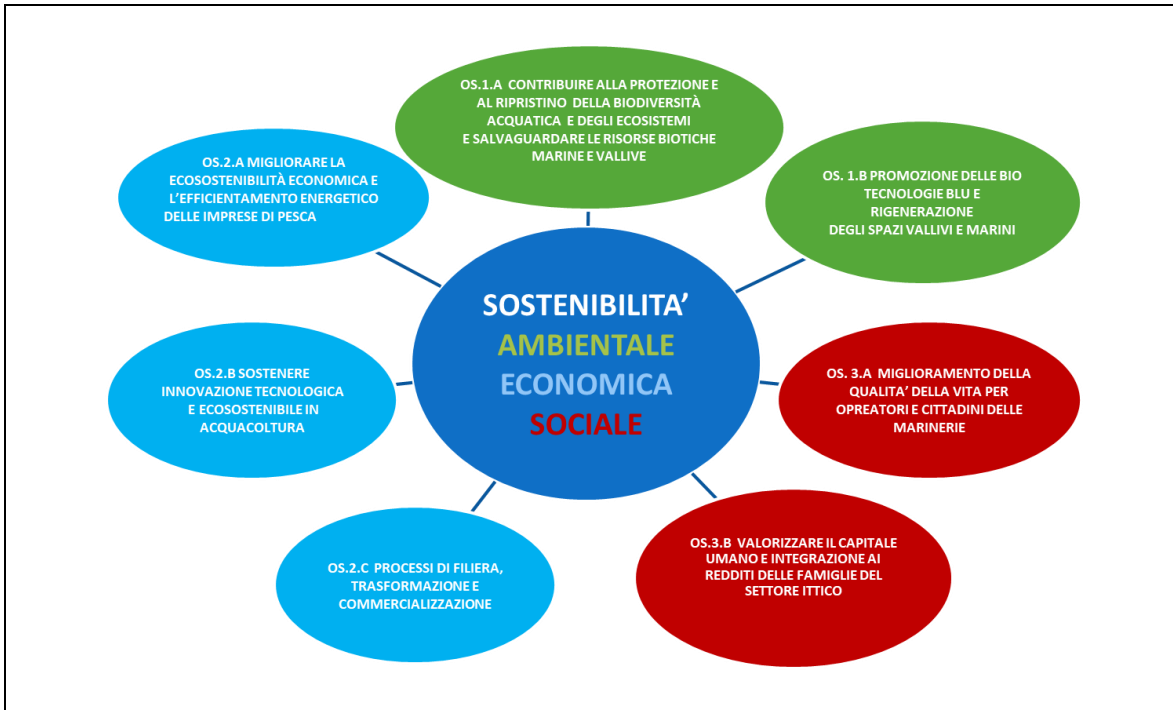 OS.1.A CONTRIBUIRE ALLA PROTEZIONE E
AL RIPRISTINO DELLA BIODIVERSITÀ
ACQUATICA E DEGLI ECOSISTEMI
E SALVAGUARDARE LE RISORSE BIOTICHE
MARINE E VALLIVE
OS. 1.B PROMOZIONE DELLE BIO
TECNOLOGIE BLU E
RIGENERAZIONE
DEGLI SPAZI VALLIVI E MARINI
OS. 3.A MIGLIORAMENTO DELLA
QUALITA' DELLA VITA PER
OPREATORI E CITTADINI DELLE
MARINERIE
OS.3.B VALORIZZARE IL CAPITALE
UMANO E INTEGRAZIONE AI
REDDITI DELLE FAMIGLIE DEL
SETTORE ITTICO
OS.2.C PROCESSI DI FILIERA,
TRASFORMAZIONE E
COMMERCIALIZZAZIONE
OS.2.B SOSTENERE
INNOVAZIONE TECNOLOGICA
E ECOSOSTENIBILE IN
ACQUACOLTURA
OS.2.A MIGLIORARE LA
ECOSOSTENIBILITÀ ECONOMICA E
L'EFFICIENTAMENTO ENERGETICO
DELLE IMPRESE DI PESCA
SOSTENIBILITA'
AMBIENTALE
ECONOMICA
SOCIALE